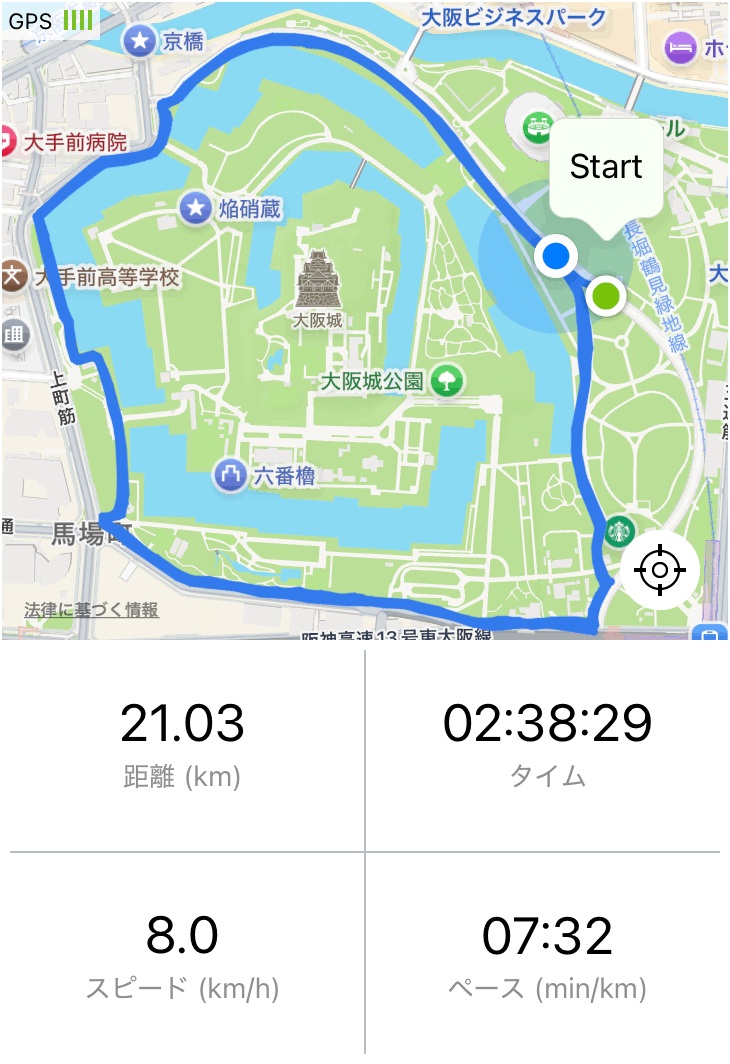 GPS
大阪ビジネスパーク
京橋
ホ
大手前病院
ル
Start
焔硝蔵
長堀鶴見緑地線
大
大手前高等学校
大阪城
大阪城公園
上町筋
六番櫓
通
馬場町
法律に基づく情報
阪神高速13号東大阪線
21.03
距離 (km)
02:38:29
タイム
8.0
スピード (km/h)
07:32
ペース (min/km)